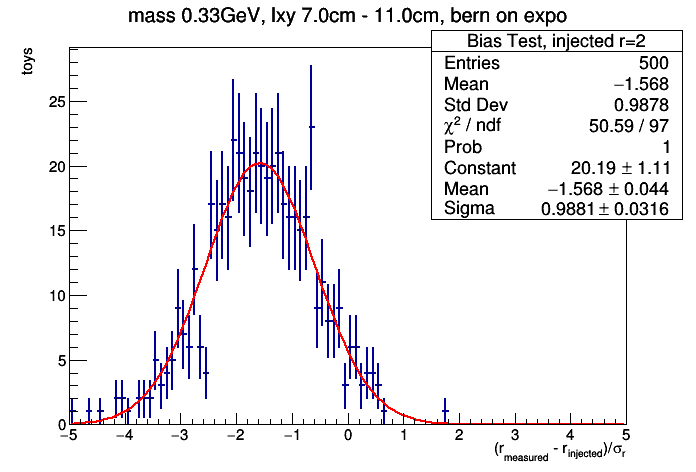 mass 0.33GeV, lxy 7.0cm - 11.0cm, bern on expo
toys
Bias Test, injected r=2
Entries 500
Mean −1.568
Std Dev 0.9878
χ² / ndf 50.59 / 97
Prob 1
Constant 20.19 ± 1.11
Mean −1.568 ± 0.044
Sigma 0.9881 ± 0.0316
25
20
15
10
5
0
−5 −4 −3 −2 −1 0 1 2 3 4 5
(r_measured - r_injected)/σ_r